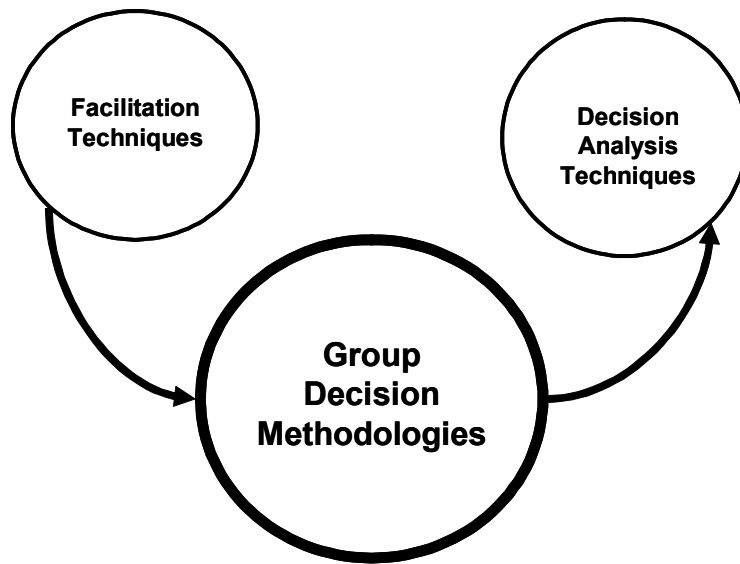 Facilitation
Techniques
Decision
Analysis
Techniques
Group
Decision
Methodologies